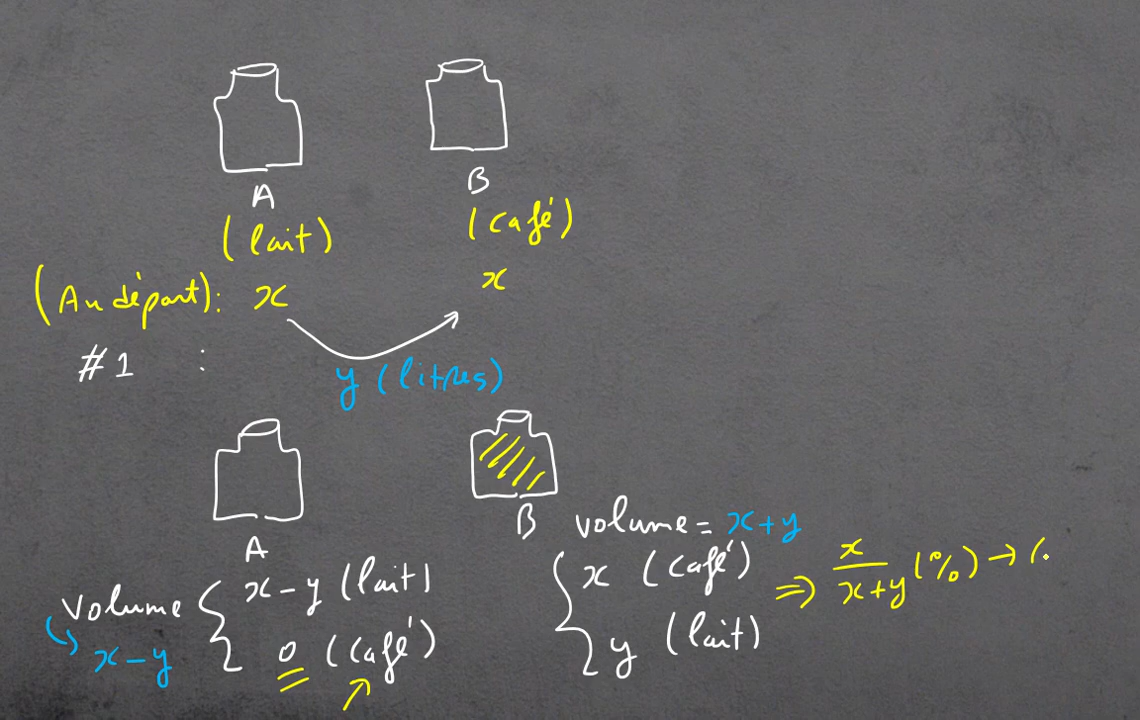 A B
(lait) (café)
(Au départ): x x
#1 :
y (litres)
A B volume = x+y
volume x-y (lait) x (café) => x/(x+y) (%) → (.
x-y 0 (café) y (lait)